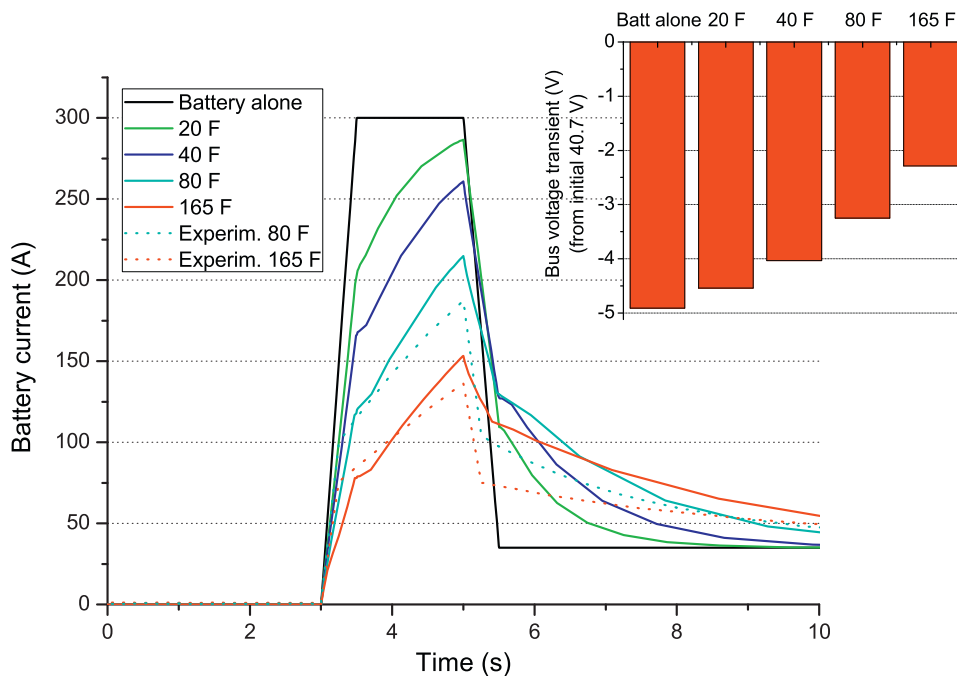 Batt alone 20 F 40 F 80 F 165 F
0
-1
-2
-3
-4
-5
Bus voltage transient (V)
(from initial 40.7 V)
Battery alone
20 F
40 F
80 F
165 F
Experim. 80 F
Experim. 165 F
300
250
200
150
100
50
0
Battery current (A)
0 2 4 6 8 10
Time (s)